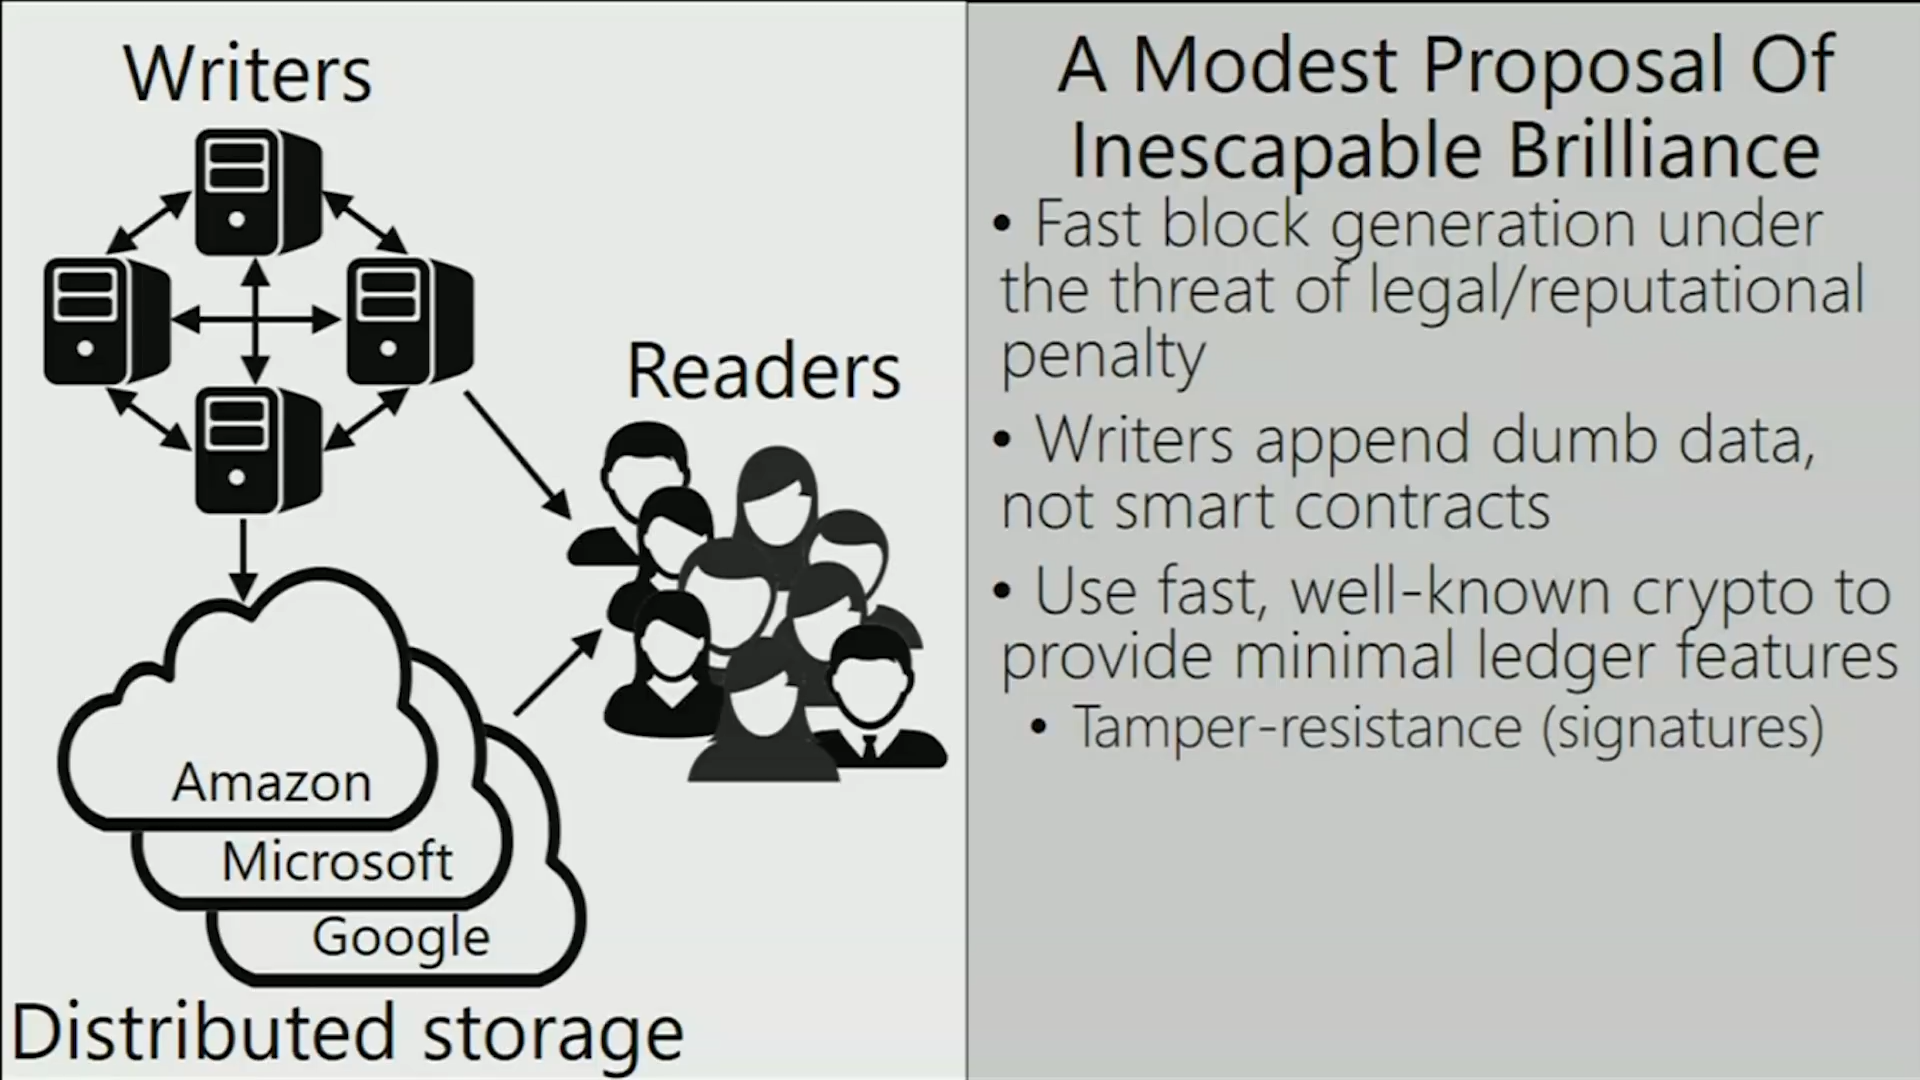 Writers
Readers
Amazon
Microsoft
Google
Distributed storage
A Modest Proposal Of
Inescapable Brilliance
• Fast block generation under
the threat of legal/reputational
penalty
• Writers append dumb data,
not smart contracts
• Use fast, well-known crypto to
provide minimal ledger features
• Tamper-resistance (signatures)